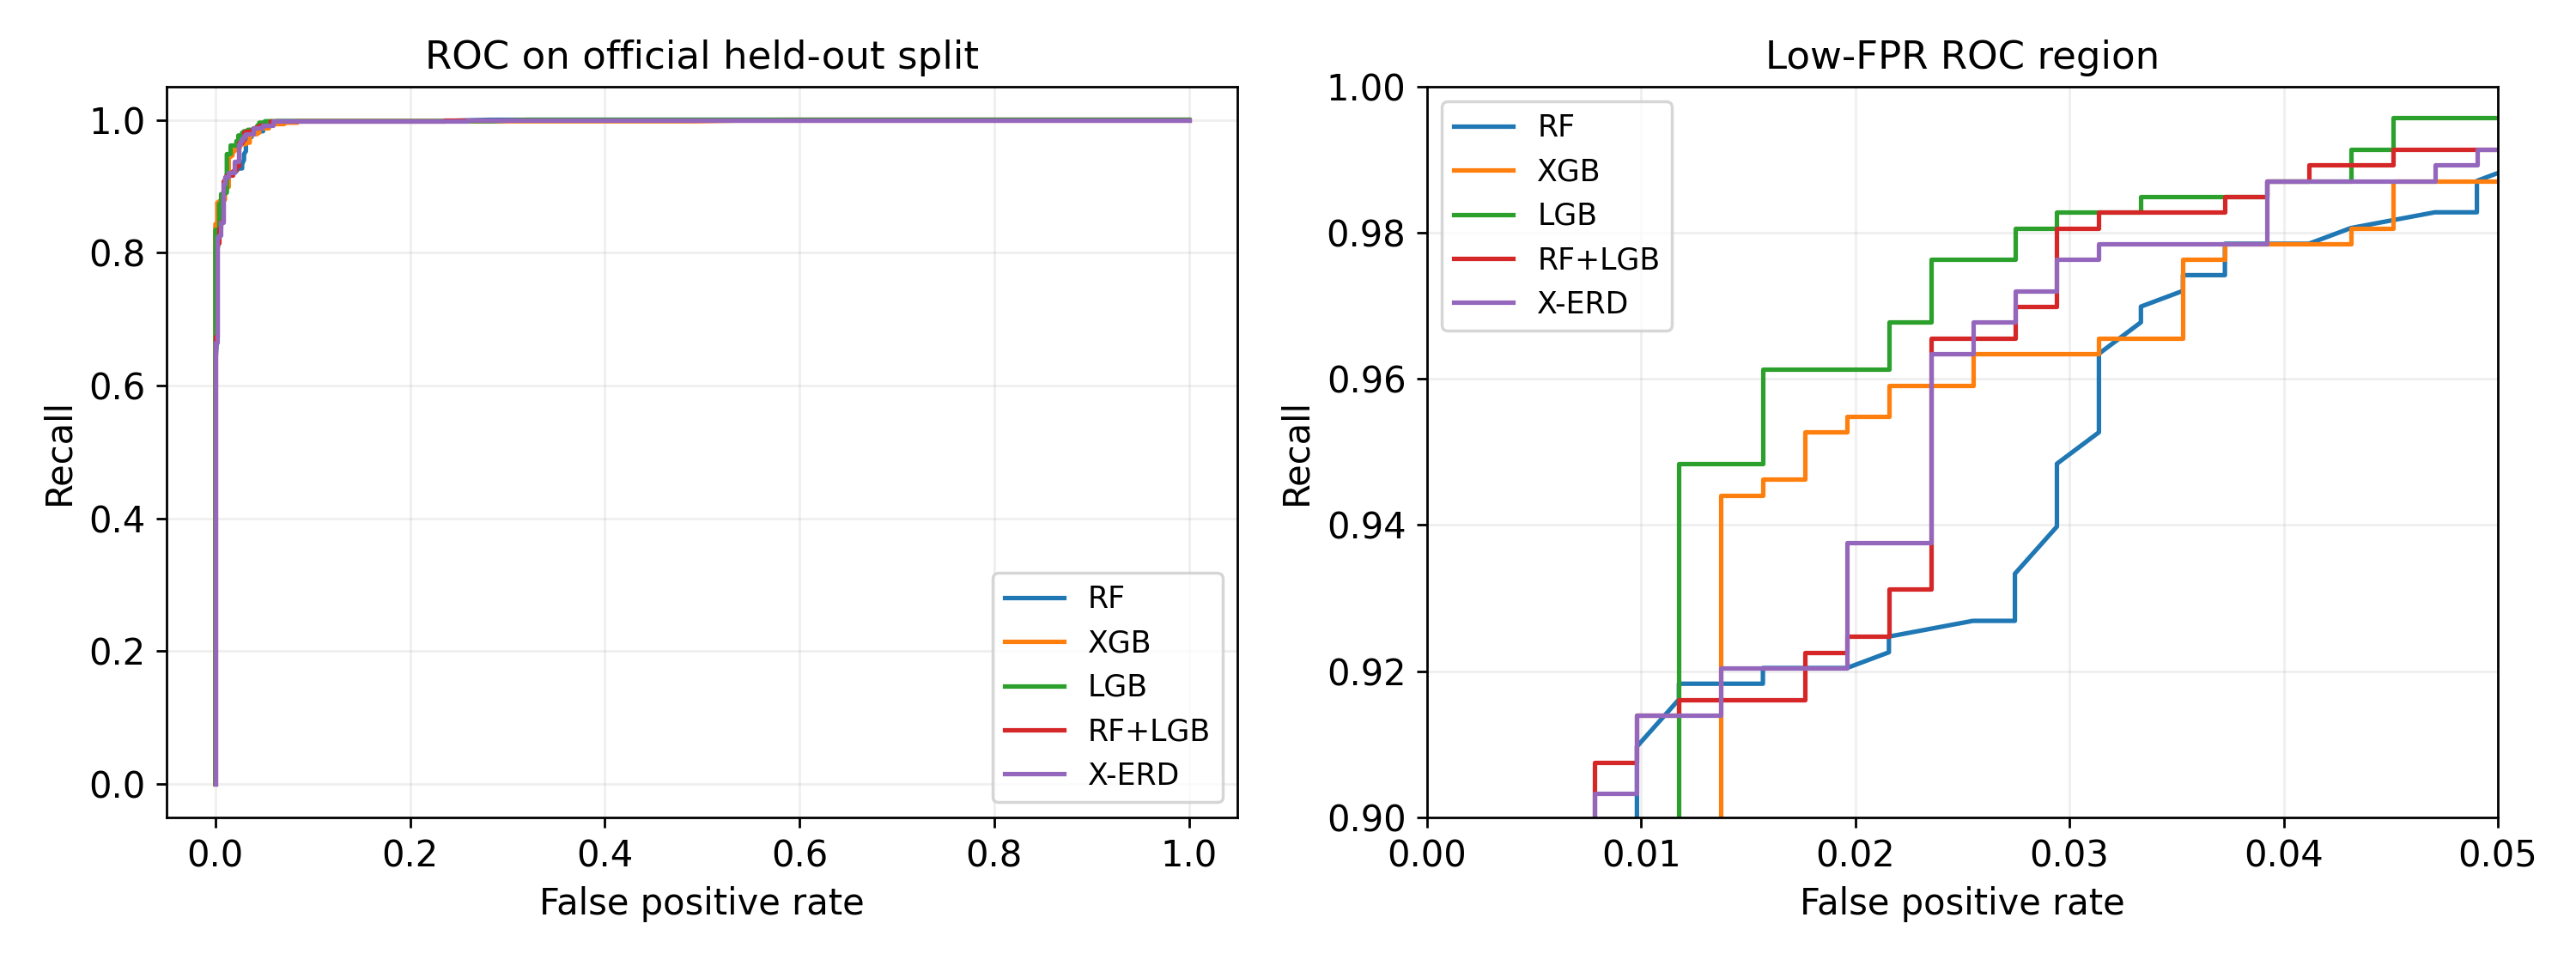 ROC on official held-out split
1.0
0.8
0.6
0.4
0.2
0.0
Recall
RF
XGB
LGB
RF+LGB
X-ERD
0.0 0.2 0.4 0.6 0.8 1.0
False positive rate
Low-FPR ROC region
1.00
0.98
0.96
0.94
0.92
0.90
Recall
RF
XGB
LGB
RF+LGB
X-ERD
0.00 0.01 0.02 0.03 0.04 0.05
False positive rate